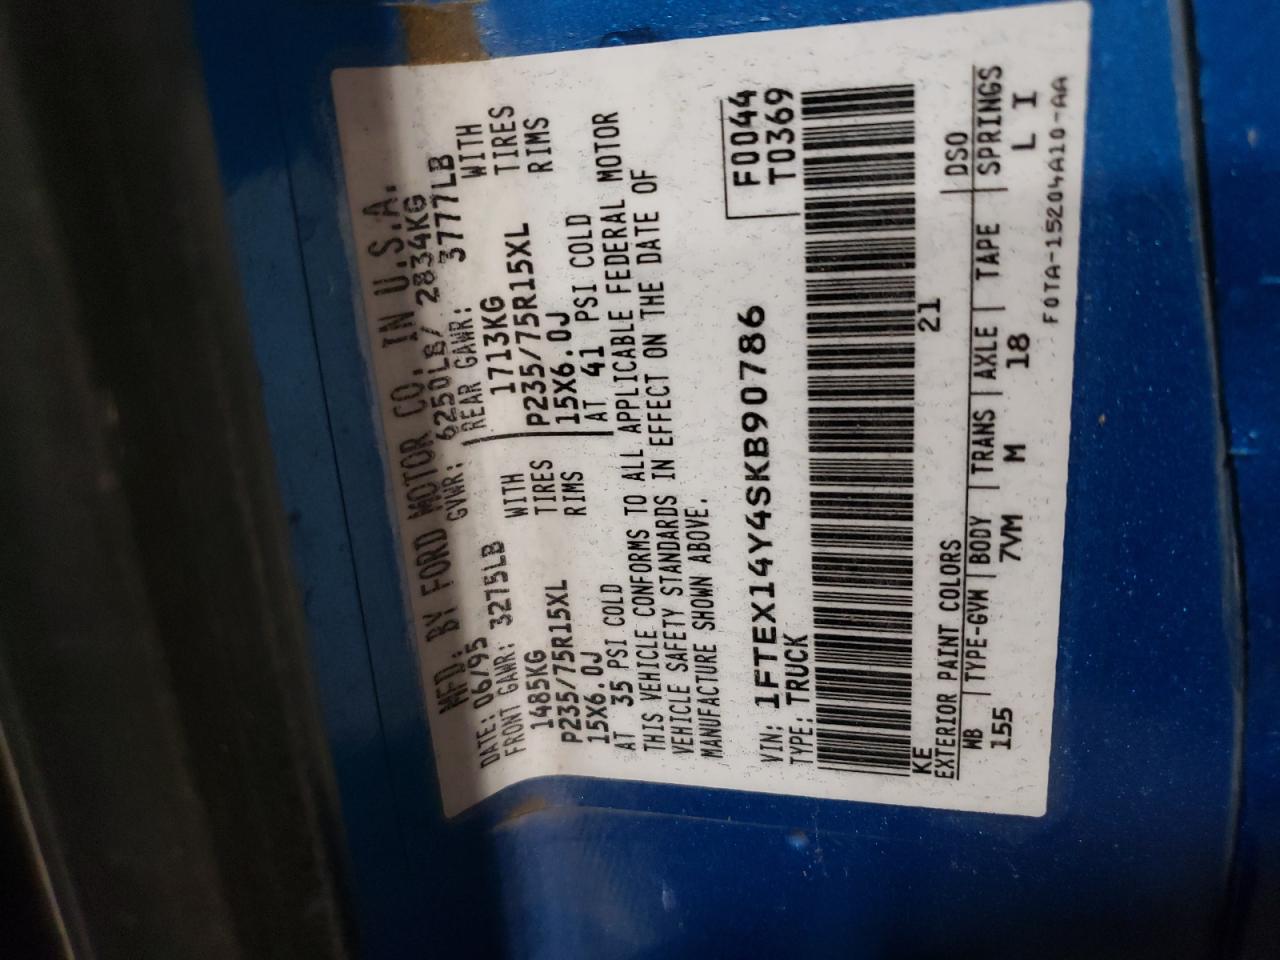 MFD: BY FORD MOTOR CO. IN U.S.A.
DATE: 06/95 GVWR: 6250LB/ 2834KG
FRONT GAWR: 3275LB REAR GAWR: 3777LB
1485KG WITH 1713KG WITH
P235/75R15XL TIRES P235/75R15XL TIRES
15X6.0J RIMS 15X6.0J RIMS
AT 35 PSI COLD AT 41 PSI COLD
THIS VEHICLE CONFORMS TO ALL APPLICABLE FEDERAL MOTOR
VEHICLE SAFETY STANDARDS IN EFFECT ON THE DATE OF
MANUFACTURE SHOWN ABOVE.
F0044
VIN: 1FTEX14Y4SKB90786 T0369
TYPE: TRUCK
KE 21
EXTERIOR PAINT COLORS DSO
WB TYPE-GVM BODY TRANS AXLE TAPE SPRINGS
155 7VM M 18 L I
F0TA-15204A10-AA